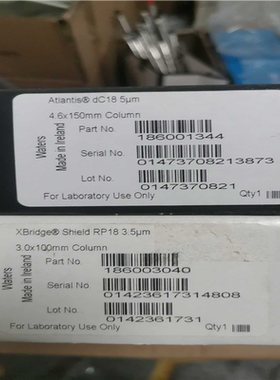 Atlantis® dC18 5µm
4.6x150mm Column
Waters
Made in Ireland
Part No.
186001344
Serial No.
01473708213873
Lot No.
0147370821
For Laboratory Use Only
Qty1
XBridge® Shield RP18 3.5µm
3.0x100mm Column
Waters
Made in Ireland
Part No.
186003040
Serial No.
01423617314808
Lot No.
0142361731
For Laboratory Use Only
Qty1